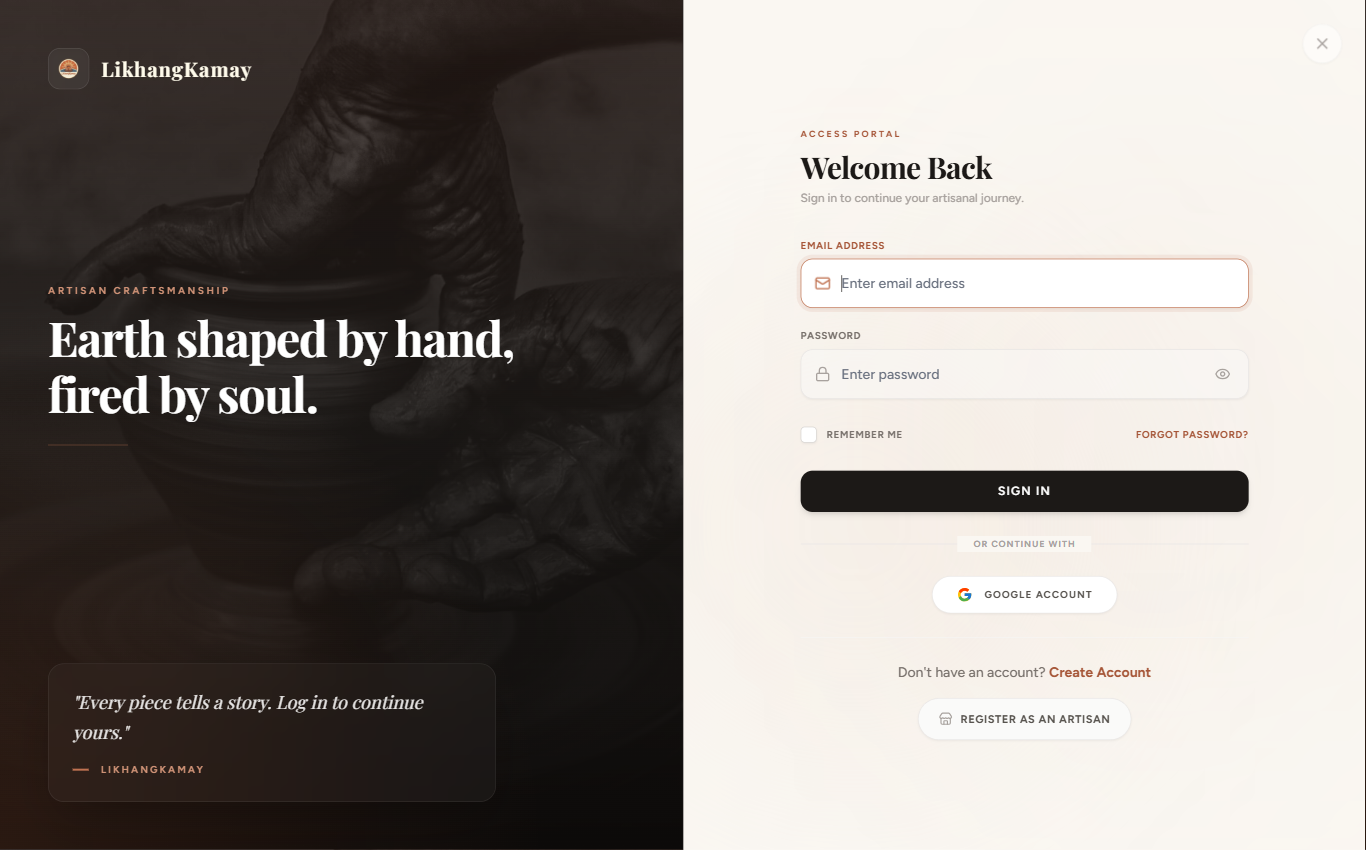 LikhangKamay
ARTISAN CRAFTSMANSHIP
Earth shaped by hand,
fired by soul.
"Every piece tells a story. Log in to continue
yours."
LIKHANGKAMAY
ACCESS PORTAL
Welcome Back
Sign in to continue your artisanal journey.
EMAIL ADDRESS
Enter email address
PASSWORD
Enter password
REMEMBER ME
FORGOT PASSWORD?
SIGN IN
OR CONTINUE WITH
GOOGLE ACCOUNT
Don't have an account? Create Account
REGISTER AS AN ARTISAN